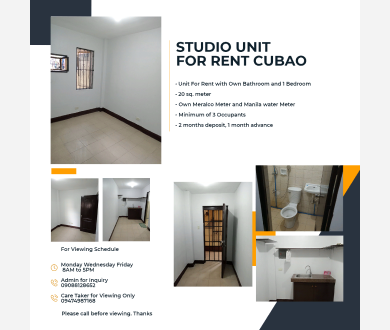 STUDIO UNIT
FOR RENT CUBAO
• Unit For Rent with Own Bathroom and 1 Bedroom
• 20 sq. meter
• Own Meralco Meter and Manila water Meter
• Minimum of 3 Occupants
• 2 months deposit, 1 month advance
For Viewing Schedule
Monday Wednesday Friday
8AM to 5PM
Admin for Inquiry
09088128652
Care Taker for Viewing Only
09474987168
Please call before viewing. Thanks